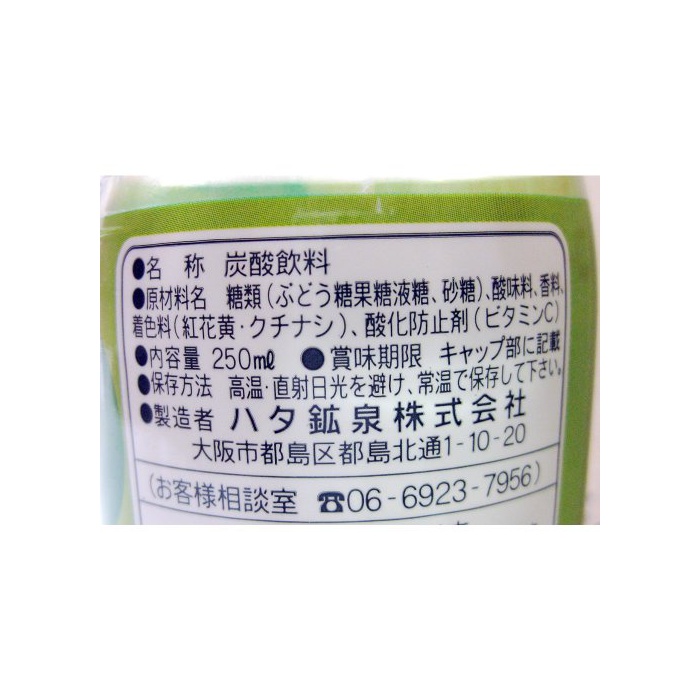 ●名 称 炭酸飲料
●原材料名 糖類(ぶどう糖果糖液糖、砂糖)、酸味料、香料、
着色料(紅花黄・クチナシ)、酸化防止剤(ビタミンC)
●内容量 250ml ●賞味期限 キャップ部に記載
●保存方法 高温・直射日光を避け、常温で保存して下さい。
●製造者 ハタ鉱泉株式会社
大阪市都島区都島北通1-10-20
(お客様相談室 ☎06-6923-7956)